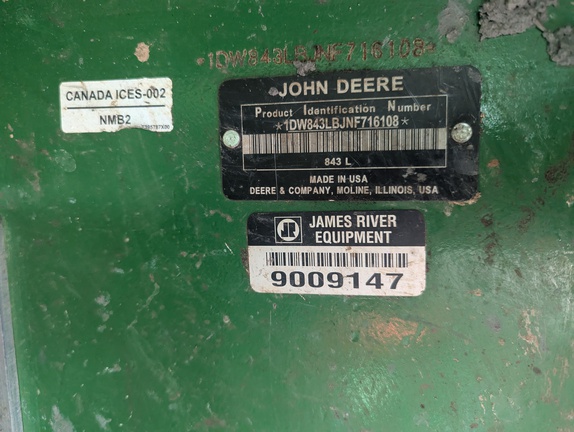 -1DW843LBJNF716108-
CANADA ICES-002
NMB2
JOHN DEERE
Product Identification Number
*1DW843LBJNF716108*
843 L
MADE IN USA
DEERE & COMPANY, MOLINE, ILLINOIS, USA
JAMES RIVER
EQUIPMENT
9009147